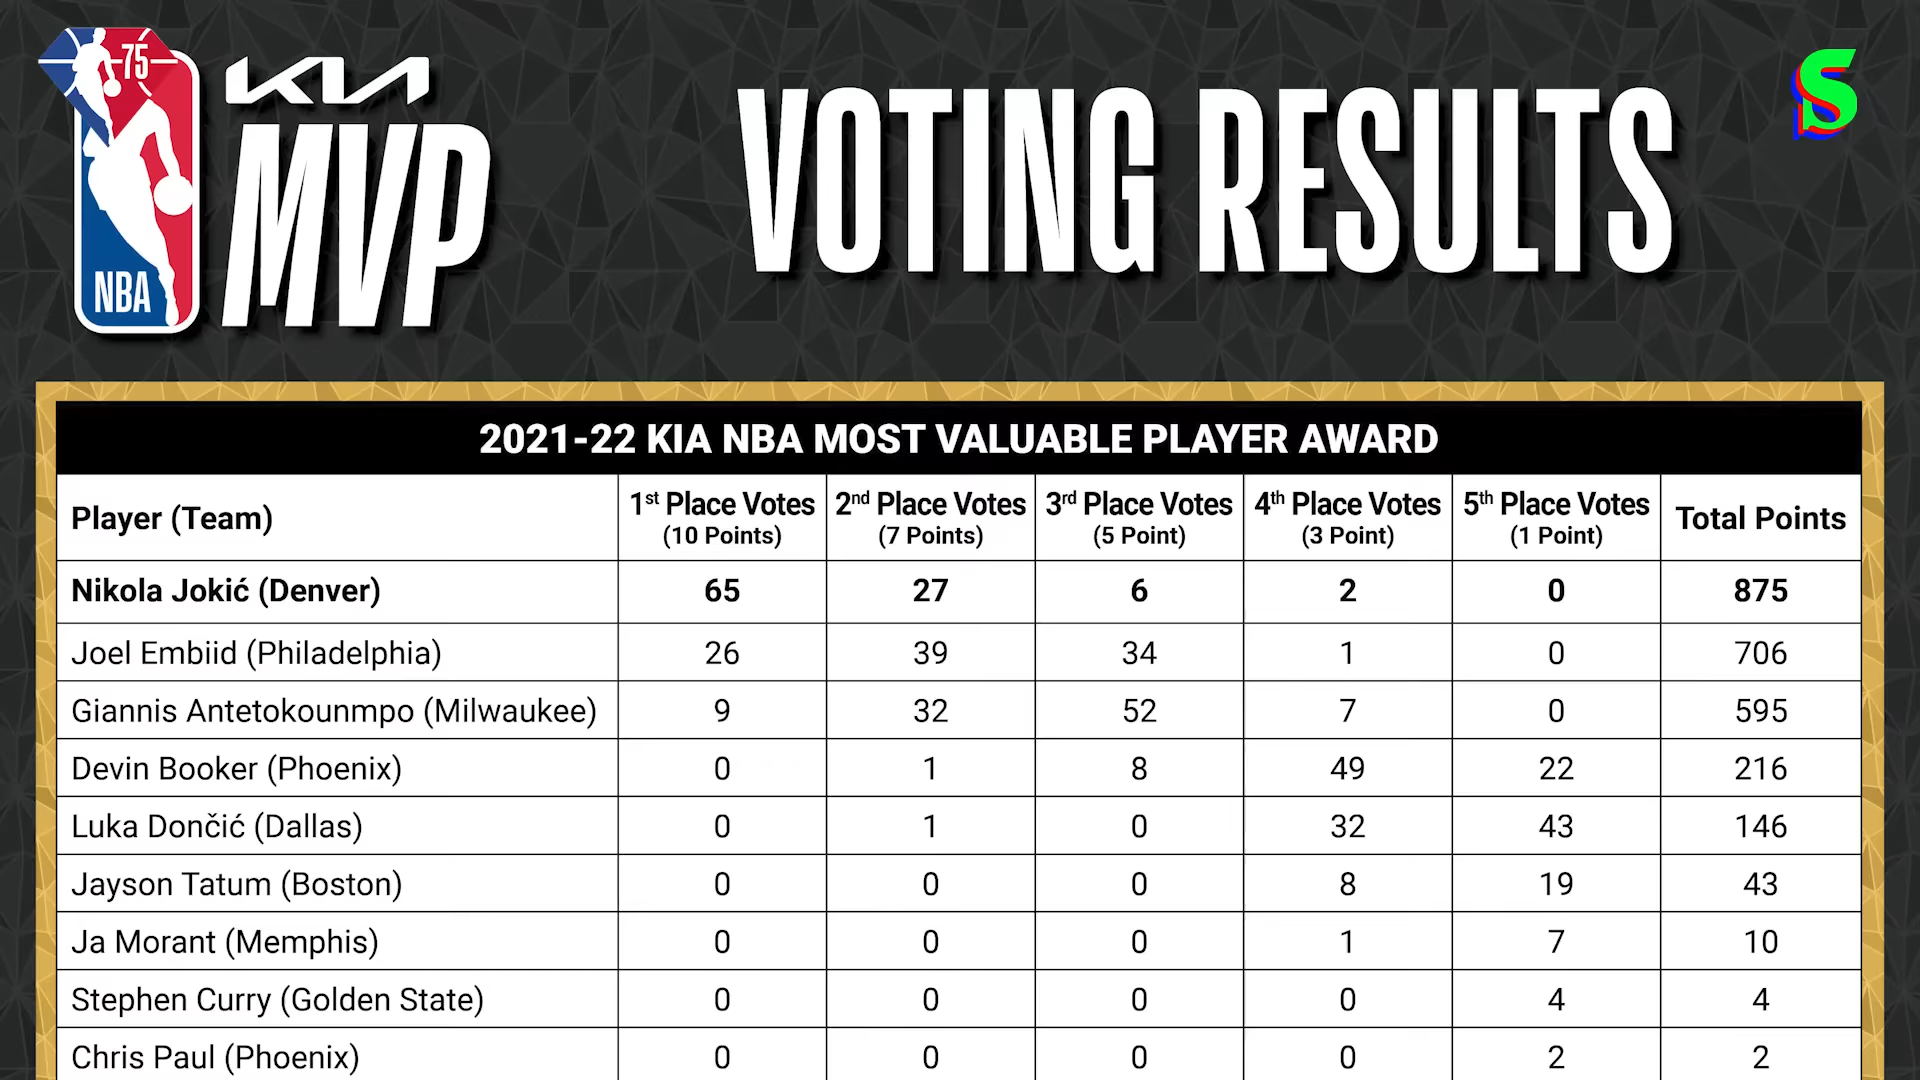 75
NBA
KIA
MVP
VOTING RESULTS
S
2021-22 KIA NBA MOST VALUABLE PLAYER AWARD
Player (Team) 1st Place Votes (10 Points) 2nd Place Votes (7 Points) 3rd Place Votes (5 Point) 4th Place Votes (3 Point) 5th Place Votes (1 Point) Total Points
Nikola Jokić (Denver) 65 27 6 2 0 875
Joel Embiid (Philadelphia) 26 39 34 1 0 706
Giannis Antetokounmpo (Milwaukee) 9 32 52 7 0 595
Devin Booker (Phoenix) 0 1 8 49 22 216
Luka Dončić (Dallas) 0 1 0 32 43 146
Jayson Tatum (Boston) 0 0 0 8 19 43
Ja Morant (Memphis) 0 0 0 1 7 10
Stephen Curry (Golden State) 0 0 0 0 4 4
Chris Paul (Phoenix) 0 0 0 0 2 2